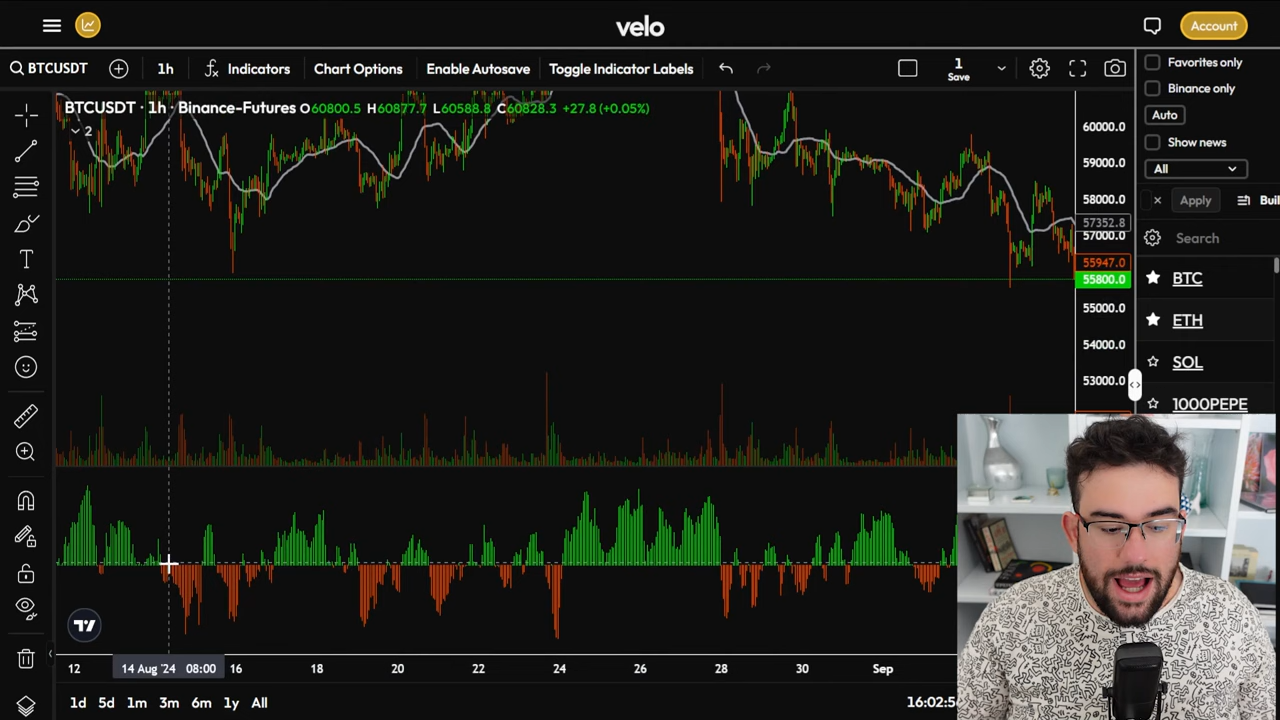 velo
Account
BTCUSDT
1h
Indicators
Chart Options
Enable Autosave
Toggle Indicator Labels
1
Save
BTCUSDT · 1h · Binance-Futures O60800.5 H60877.7 L60588.8 C60828.3 +27.8 (+0.05%)
2
60000.0
59000.0
58000.0
57352.8
57000.0
55947.0
55800.0
55000.0
54000.0
53000.0
Favorites only
Binance only
Auto
Show news
All
× Apply
Search
BTC
ETH
SOL
1000PEPE
12 14 Aug '24 08:00 16 18 20 22 24 26 28 30 Sep
1d 5d 1m 3m 6m 1y All